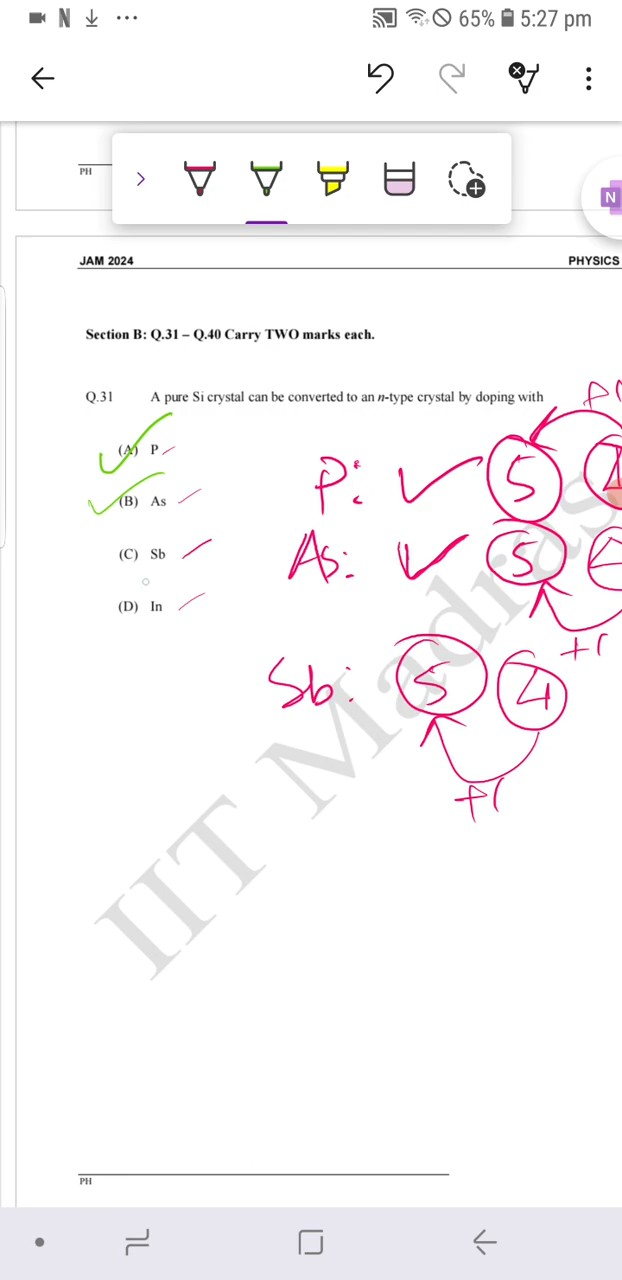 N 65% 5:27 pm
PH
N
JAM 2024 PHYSICS
Section B: Q.31 – Q.40 Carry TWO marks each.
Q.31 A pure Si crystal can be converted to an n-type crystal by doping with
(A) P
(B) As
(C) Sb
(D) In
P: 5
As: 5
+1
Sb: 5 4
+1
IIT Madras
PH